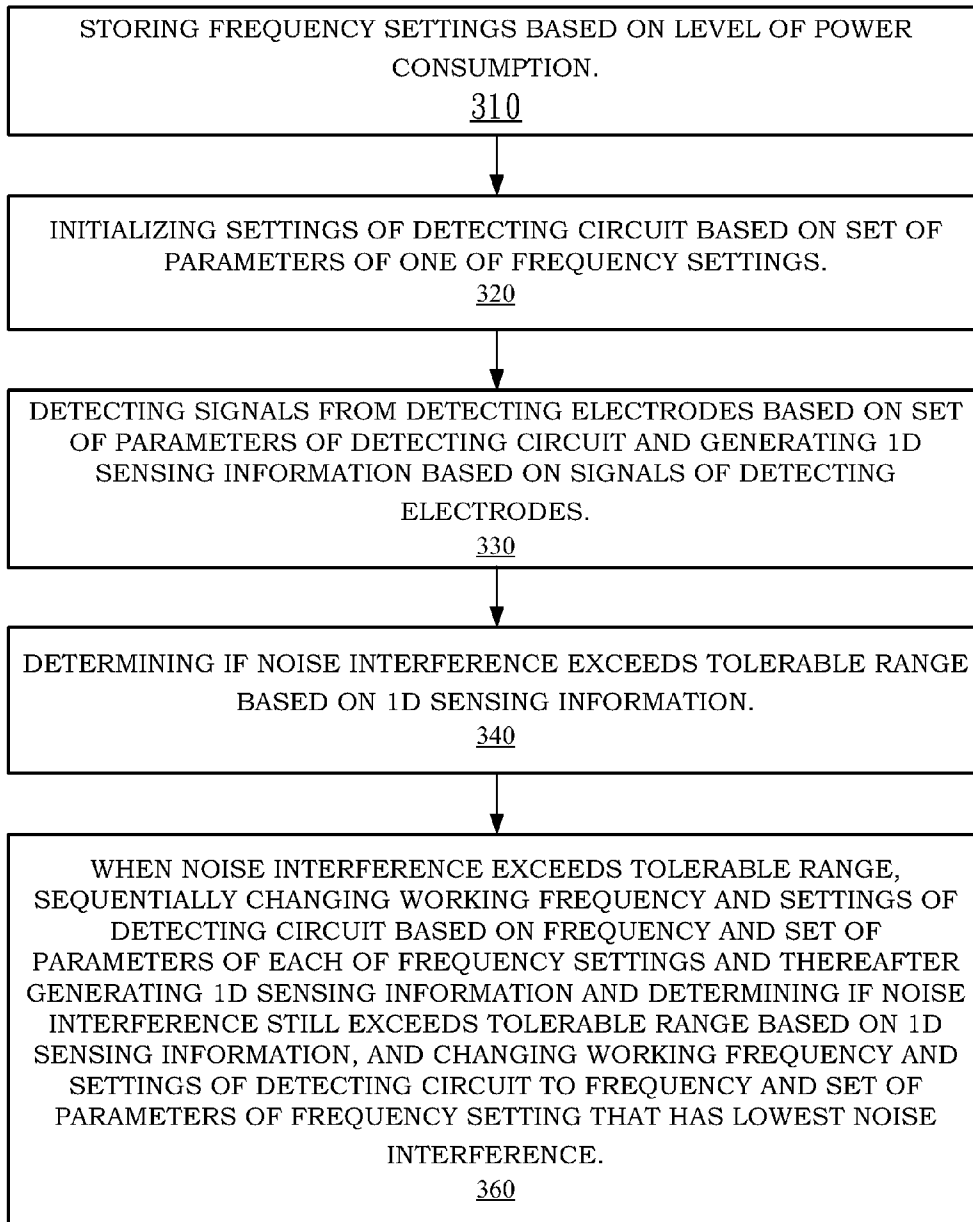 STORING FREQUENCY SETTINGS BASED ON LEVEL OF POWER
CONSUMPTION.
310
INITIALIZING SETTINGS OF DETECTING CIRCUIT BASED ON SET OF
PARAMETERS OF ONE OF FREQUENCY SETTINGS.
320
DETECTING SIGNALS FROM DETECTING ELECTRODES BASED ON SET
OF PARAMETERS OF DETECTING CIRCUIT AND GENERATING 1D
SENSING INFORMATION BASED ON SIGNALS OF DETECTING
ELECTRODES.
330
DETERMINING IF NOISE INTERFERENCE EXCEEDS TOLERABLE RANGE
BASED ON 1D SENSING INFORMATION.
340
WHEN NOISE INTERFERENCE EXCEEDS TOLERABLE RANGE,
SEQUENTIALLY CHANGING WORKING FREQUENCY AND SETTINGS OF
DETECTING CIRCUIT BASED ON FREQUENCY AND SET OF
PARAMETERS OF EACH OF FREQUENCY SETTINGS AND THEREAFTER
GENERATING 1D SENSING INFORMATION AND DETERMINING IF NOISE
INTERFERENCE STILL EXCEEDS TOLERABLE RANGE BASED ON 1D
SENSING INFORMATION, AND CHANGING WORKING FREQUENCY AND
SETTINGS OF DETECTING CIRCUIT TO FREQUENCY AND SET OF
PARAMETERS OF FREQUENCY SETTING THAT HAS LOWEST NOISE
INTERFERENCE.
360